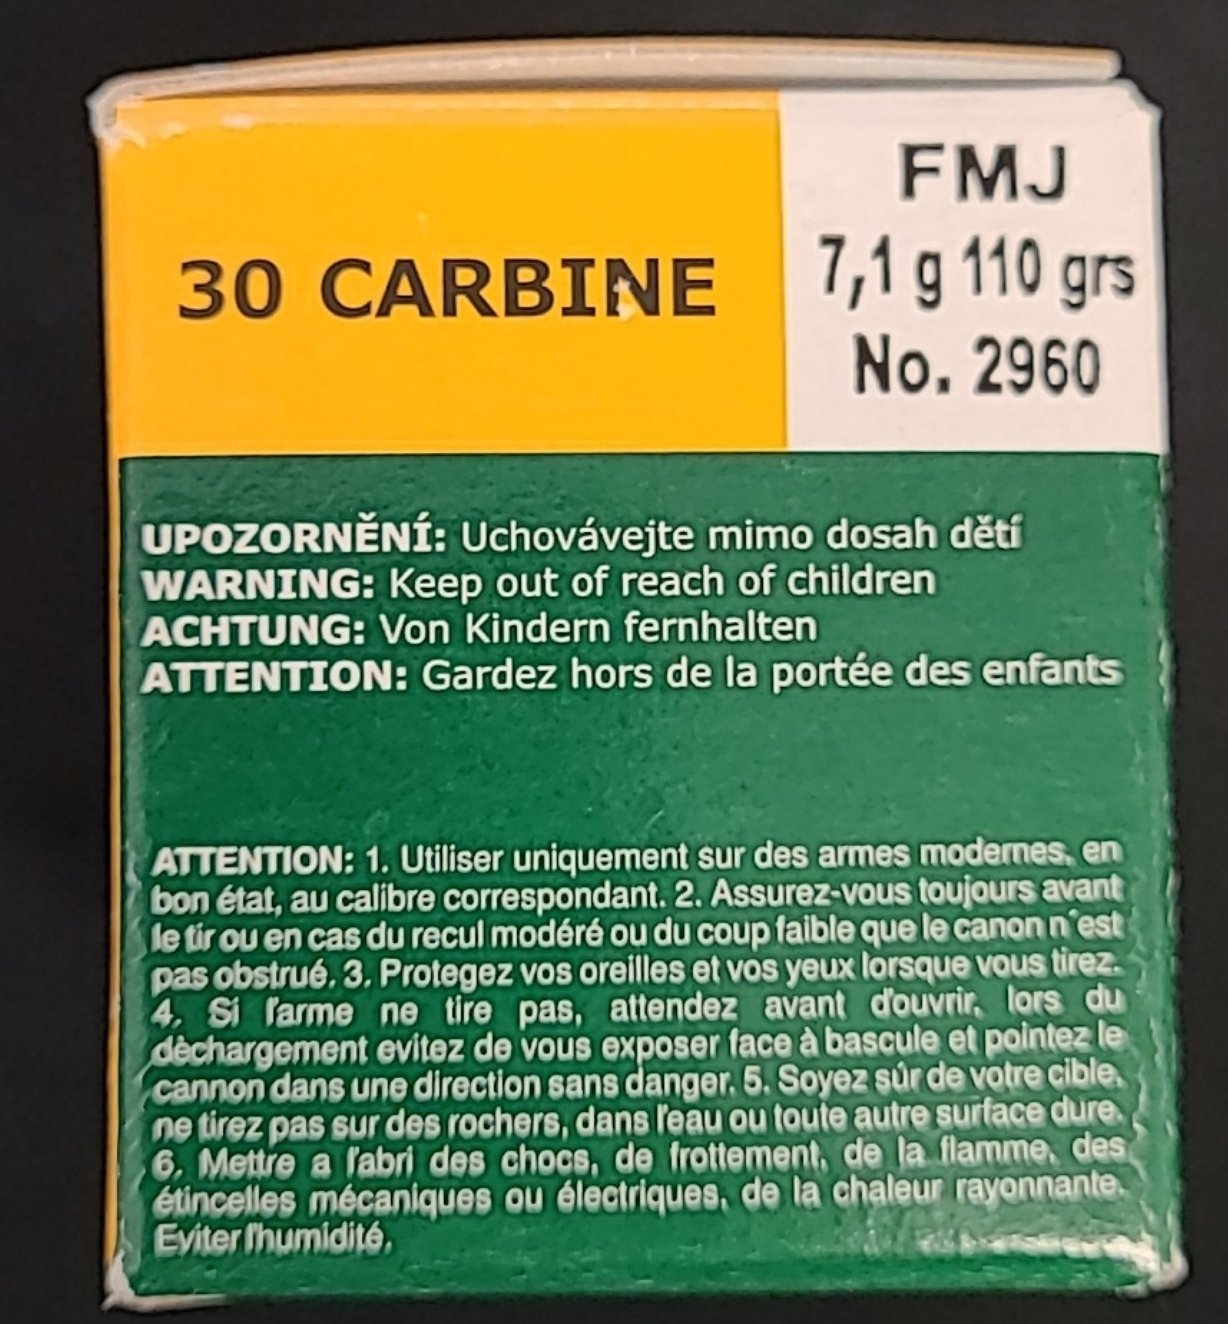 30 CARBINE
FMJ
7,1 g 110 grs
No. 2960
UPOZORNĚNÍ: Uchovávejte mimo dosah dětí
WARNING: Keep out of reach of children
ACHTUNG: Von Kindern fernhalten
ATTENTION: Gardez hors de la portée des enfants
ATTENTION: 1. Utiliser uniquement sur des armes modernes, en
bon état, au calibre correspondant. 2. Assurez-vous toujours avant
le tir ou en cas du recul modéré ou du coup faible que le canon n´est
pas obstrué. 3. Protegez vos oreilles et vos yeux lorsque vous tirez.
4. Si l'arme ne tire pas, attendez avant d'ouvrir, lors du
dèchargement evitez de vous exposer face à bascule et pointez le
cannon dans une direction sans danger. 5. Soyez súr de votre cible,
ne tirez pas sur des rochers, dans l'eau ou toute autre surface dure.
6. Mettre a l'abri des chocs, de frottement, de la flamme, des
étincelles mécaniques ou électriques, de la chaleur rayonnante.
Eviter l'humidité.